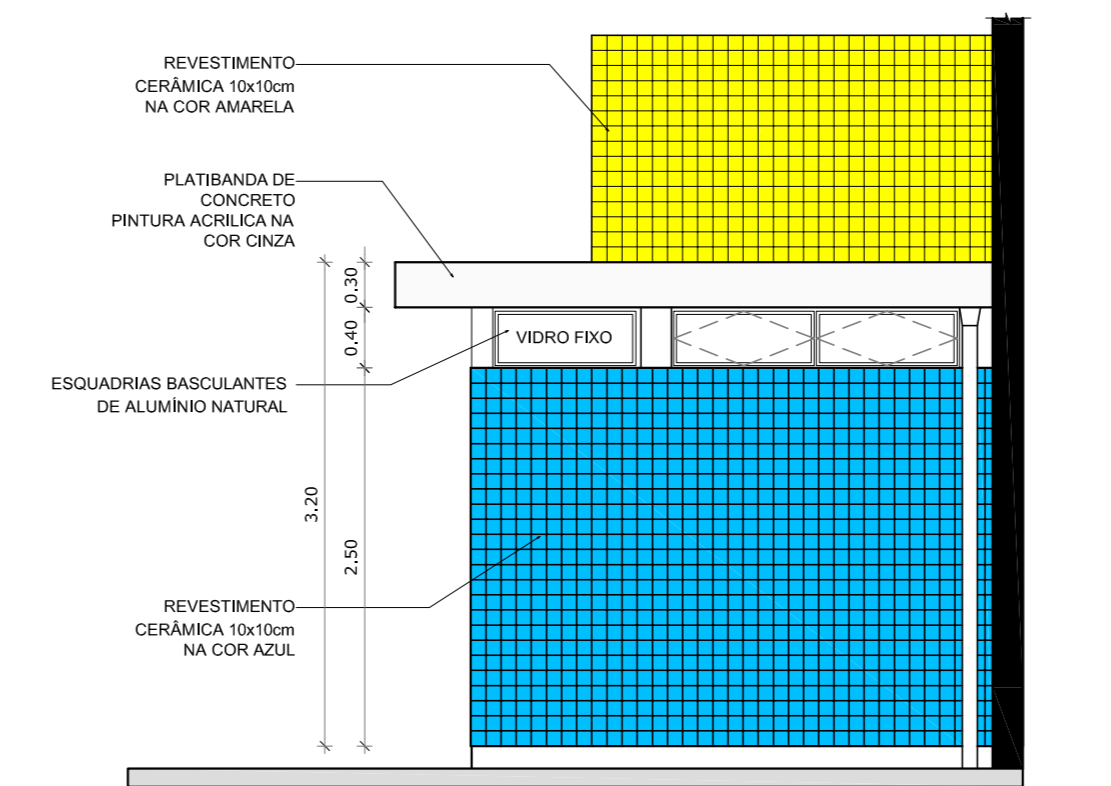 REVESTIMENTO
CERÂMICA 10x10cm
NA COR AMARELA
PLATIBANDA DE
CONCRETO
PINTURA ACRILICA NA
COR CINZA
0.30
0.40
VIDRO FIXO
ESQUADRIAS BASCULANTES
DE ALUMÍNIO NATURAL
3.20
2.50
REVESTIMENTO
CERÂMICA 10x10cm
NA COR AZUL